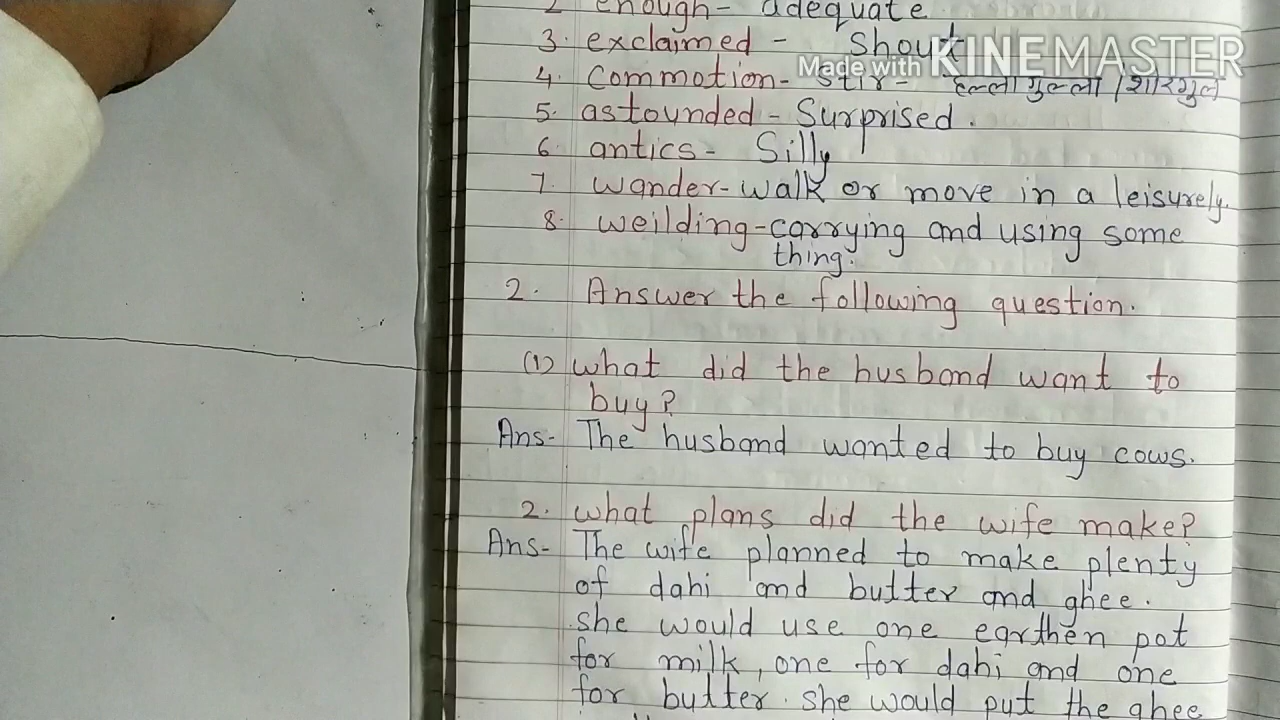 2 enough- adequate
3. exclaimed - Shout
Made with KINEMASTER
4. Commotion- stir- हल्ला गुल्ला / शोरगुल
5. astounded - Surprised.
6. antics- Silly
7. wander-walk or move in a leisurely.
8. weilding-carrying and using some
thing.
2. Answer the following question.
(1) what did the husband want to
buy?
Ans- The husband wanted to buy cows.
2. what plans did the wife make?
Ans- The wife planned to make plenty
of dahi and butter and ghee.
she would use one earthen pot
for milk, one for dahi and one
for butter. she would put the ghee